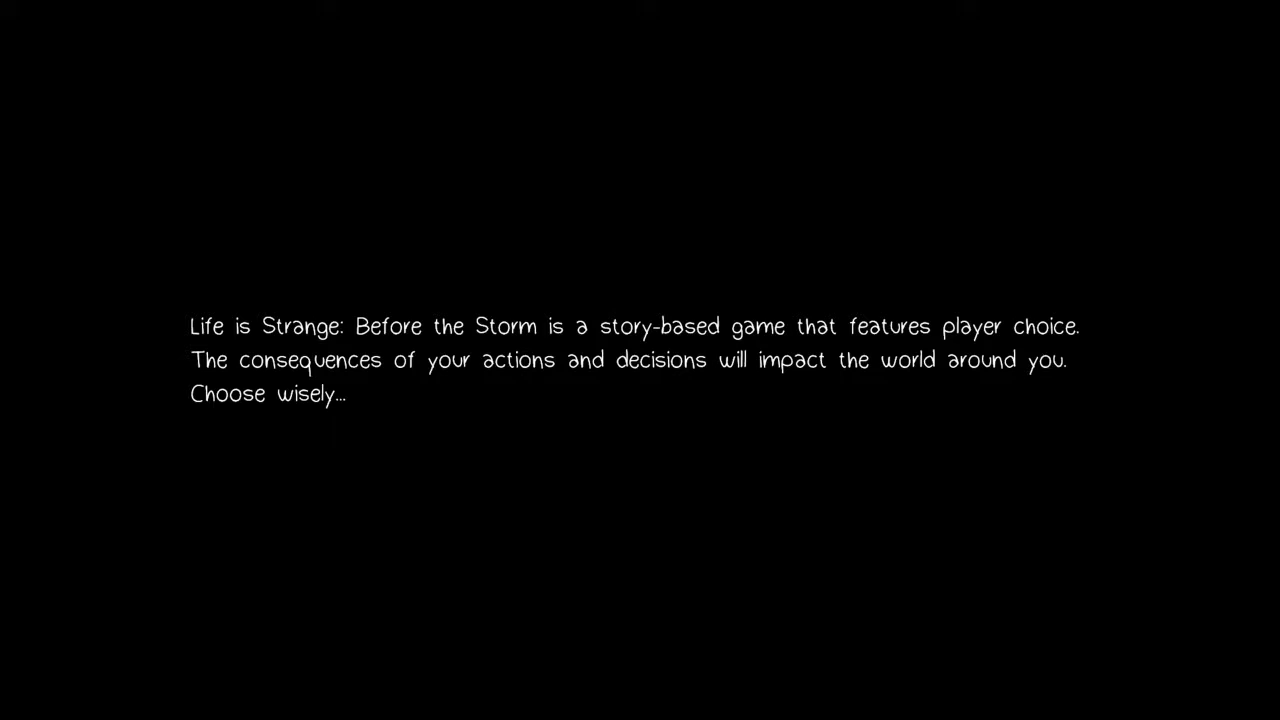 Life is Strange: Before the Storm is a story-based game that features player choice.
The consequences of your actions and decisions will impact the world around you.
Choose wisely...